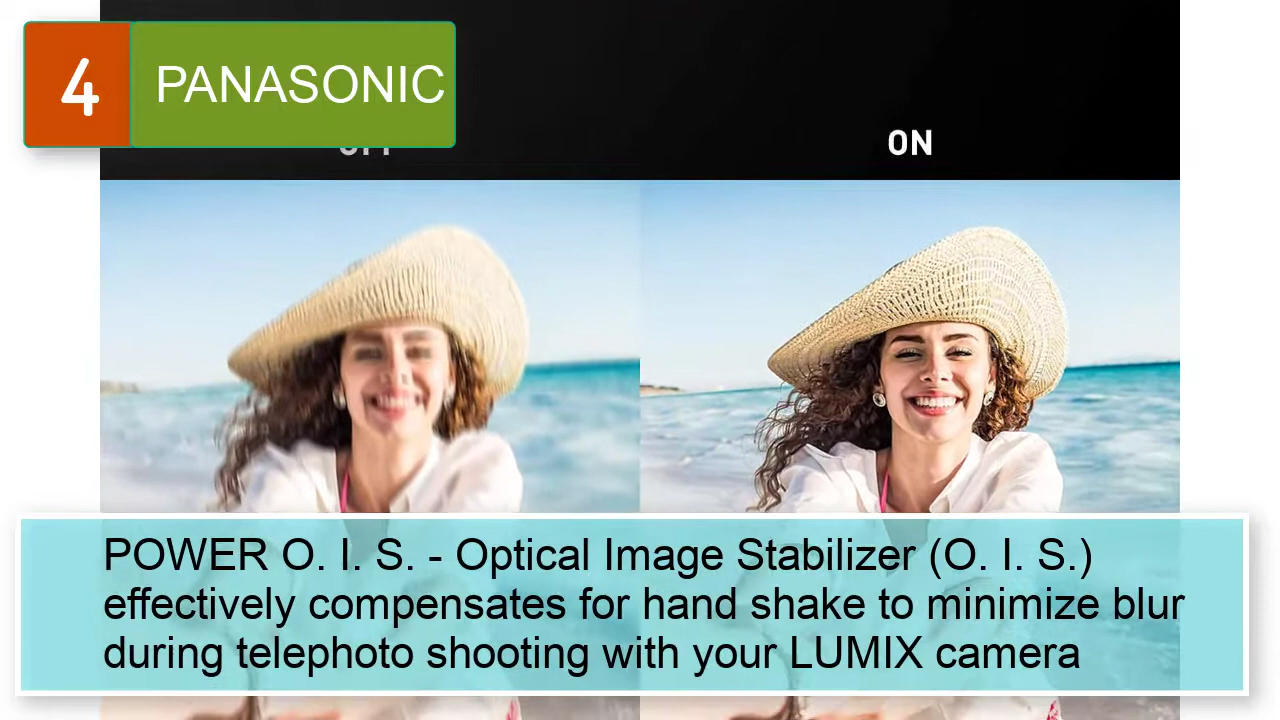 4
PANASONIC
ON
POWER O. I. S. - Optical Image Stabilizer (O. I. S.)
effectively compensates for hand shake to minimize blur
during telephoto shooting with your LUMIX camera